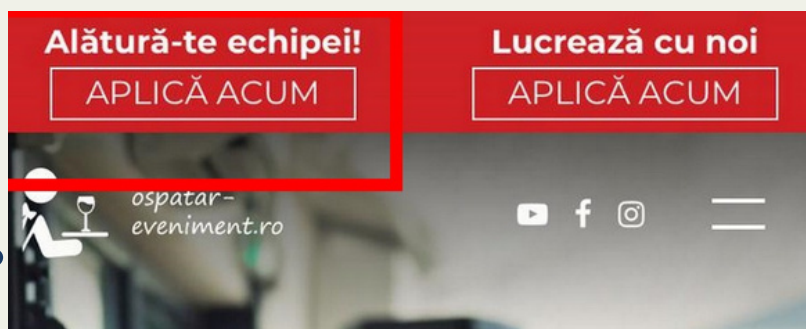 Alătură-te echipei!
APLICĂ ACUM
Lucrează cu noi
APLICĂ ACUM
ospatar-
eveniment.ro